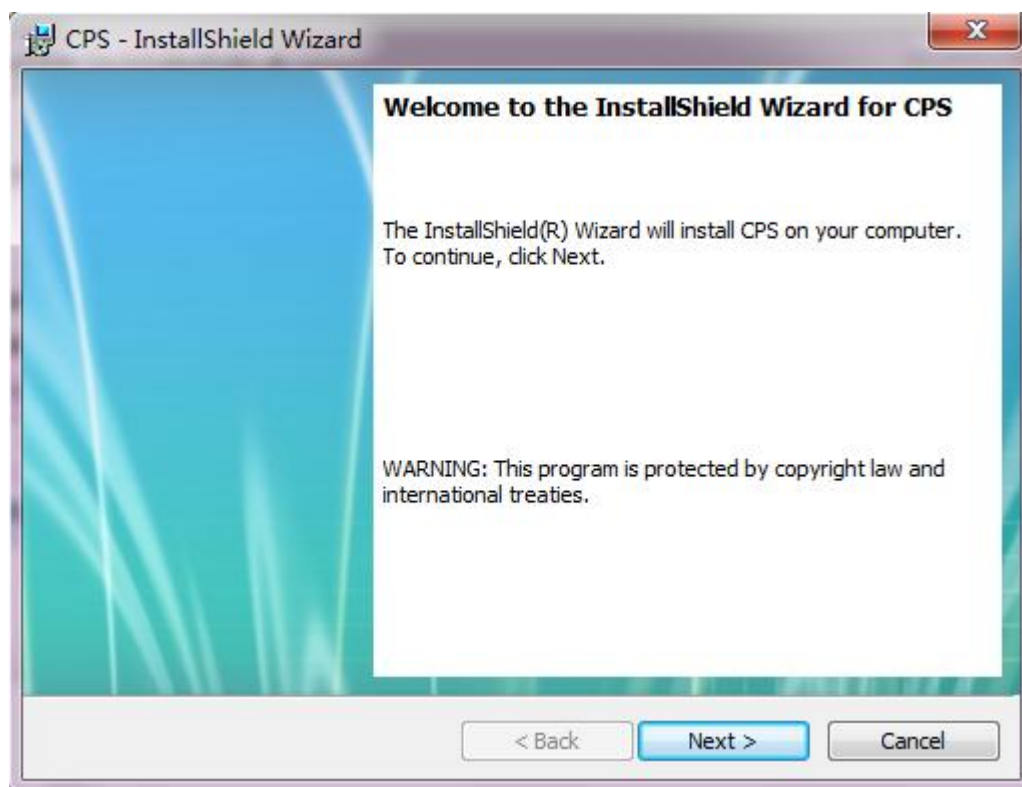 CPS - InstallShield Wizard
Welcome to the InstallShield Wizard for CPS
The InstallShield(R) Wizard will install CPS on your computer.
To continue, click Next.
WARNING: This program is protected by copyright law and
international treaties.
< Back Next > Cancel